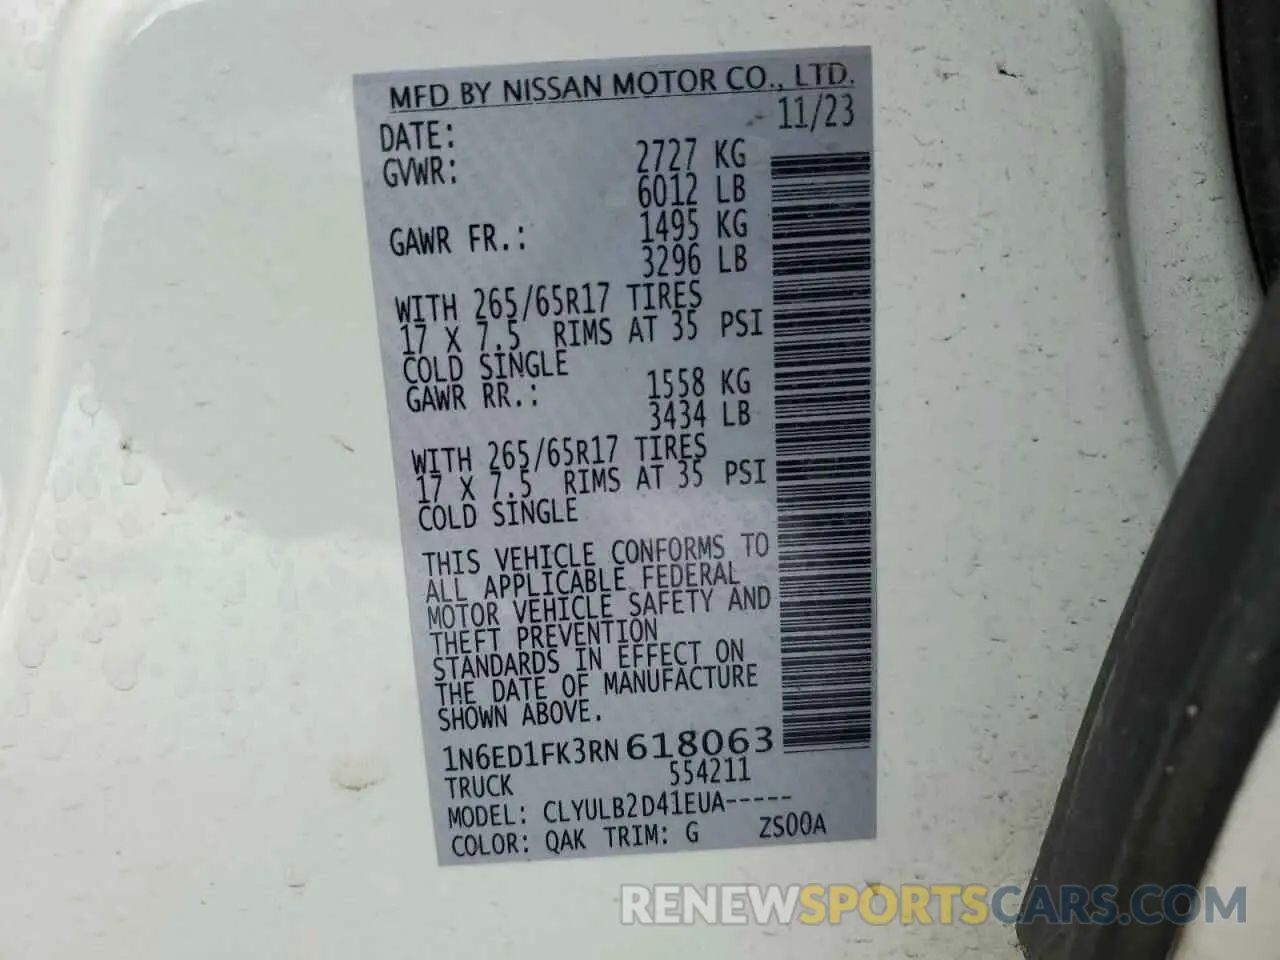 MFD BY NISSAN MOTOR CO., LTD.
DATE: 11/23
GVWR: 2727 KG
6012 LB
GAWR FR.: 1495 KG
3296 LB
WITH 265/65R17 TIRES
17 X 7.5 RIMS AT 35 PSI
COLD SINGLE
GAWR RR.: 1558 KG
3434 LB
WITH 265/65R17 TIRES
17 X 7.5 RIMS AT 35 PSI
COLD SINGLE
THIS VEHICLE CONFORMS TO
ALL APPLICABLE FEDERAL
MOTOR VEHICLE SAFETY AND
THEFT PREVENTION
STANDARDS IN EFFECT ON
THE DATE OF MANUFACTURE
SHOWN ABOVE.
1N6ED1FK3RN618063
TRUCK 554211
MODEL: CLYULB2D41EUA-----
COLOR: QAK TRIM: G ZS00A
RENEWSPORTSCARS.COM